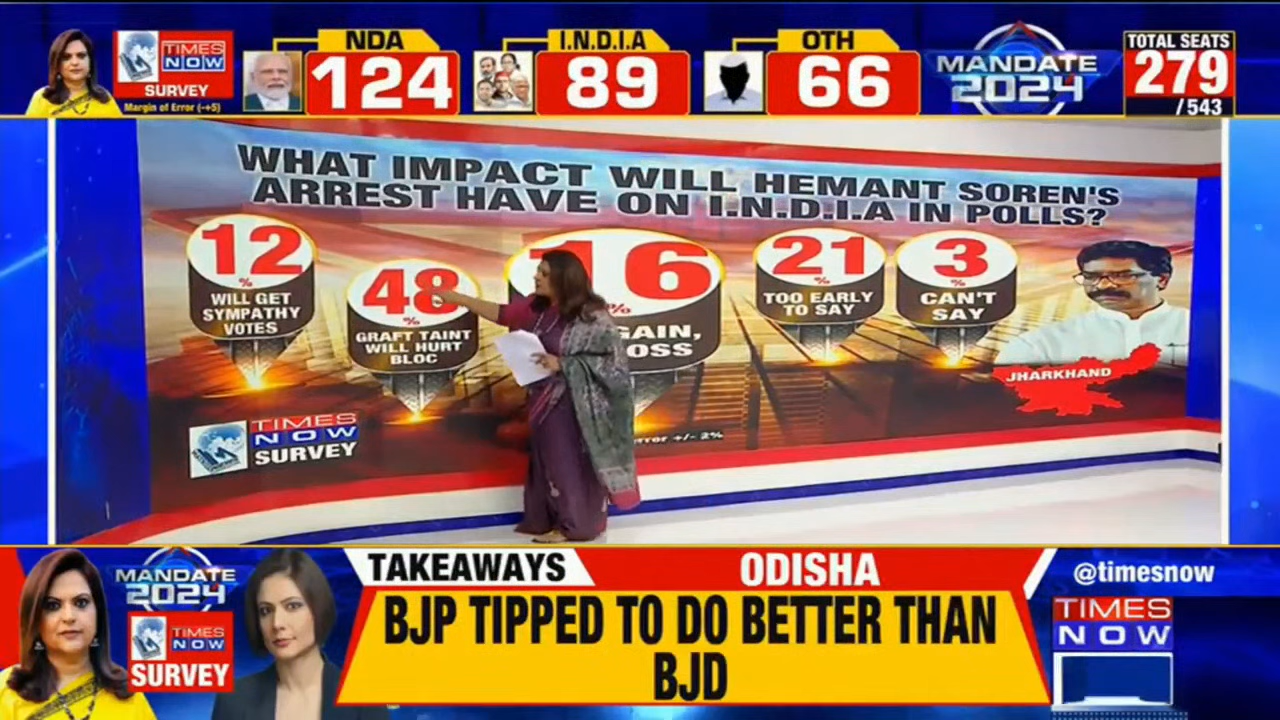 TIMES
NOW
SURVEY
Margin of Error (-+5)
NDA
124
I.N.D.I.A
89
OTH
66
MANDATE
2024
TOTAL SEATS
279
/543
WHAT IMPACT WILL HEMANT SOREN'S
ARREST HAVE ON I.N.D.I.A IN POLLS?
12
%
WILL GET
SYMPATHY
VOTES
48
%
GRAFT TAINT
WILL HURT
BLOC
16
%
GAIN,
21
%
TOO EARLY
TO SAY
3
%
CAN'T
SAY
JHARKHAND
TIMES
NOW
SURVEY
+/- 2%
MANDATE
2024
TIMES
NOW
SURVEY
TAKEAWAYS
ODISHA
BJP TIPPED TO DO BETTER THAN
BJD
@timesnow
TIMES
NOW